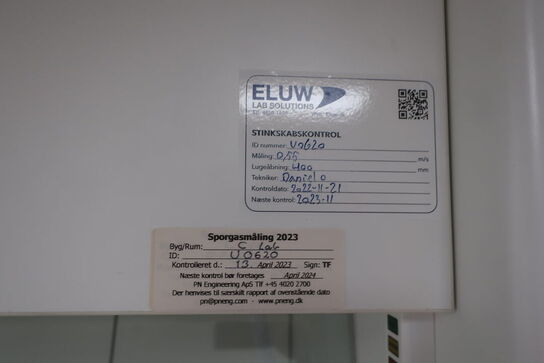 ELUW
LAB SOLUTIONS
STINKSKABSKONTROL
ID nummer: U0620
Måling: 0,55 m/s
Lugeåbning: 400 mm
Tekniker: Daniel O
Kontroldato: 2022-11-21
Næste kontrol: 2023-11
Sporgasmåling 2023
Byg/Rum: C Lab
ID: U0620
Kontrolleret d.: 13. April 2023 Sign: TF
Næste kontrol bør foretages April 2024
PN Engineering ApS Tlf +45 4020 2700
Der henvises til særskilt rapport af ovenstående dato
pn@pneng.com - www.pneng.dk